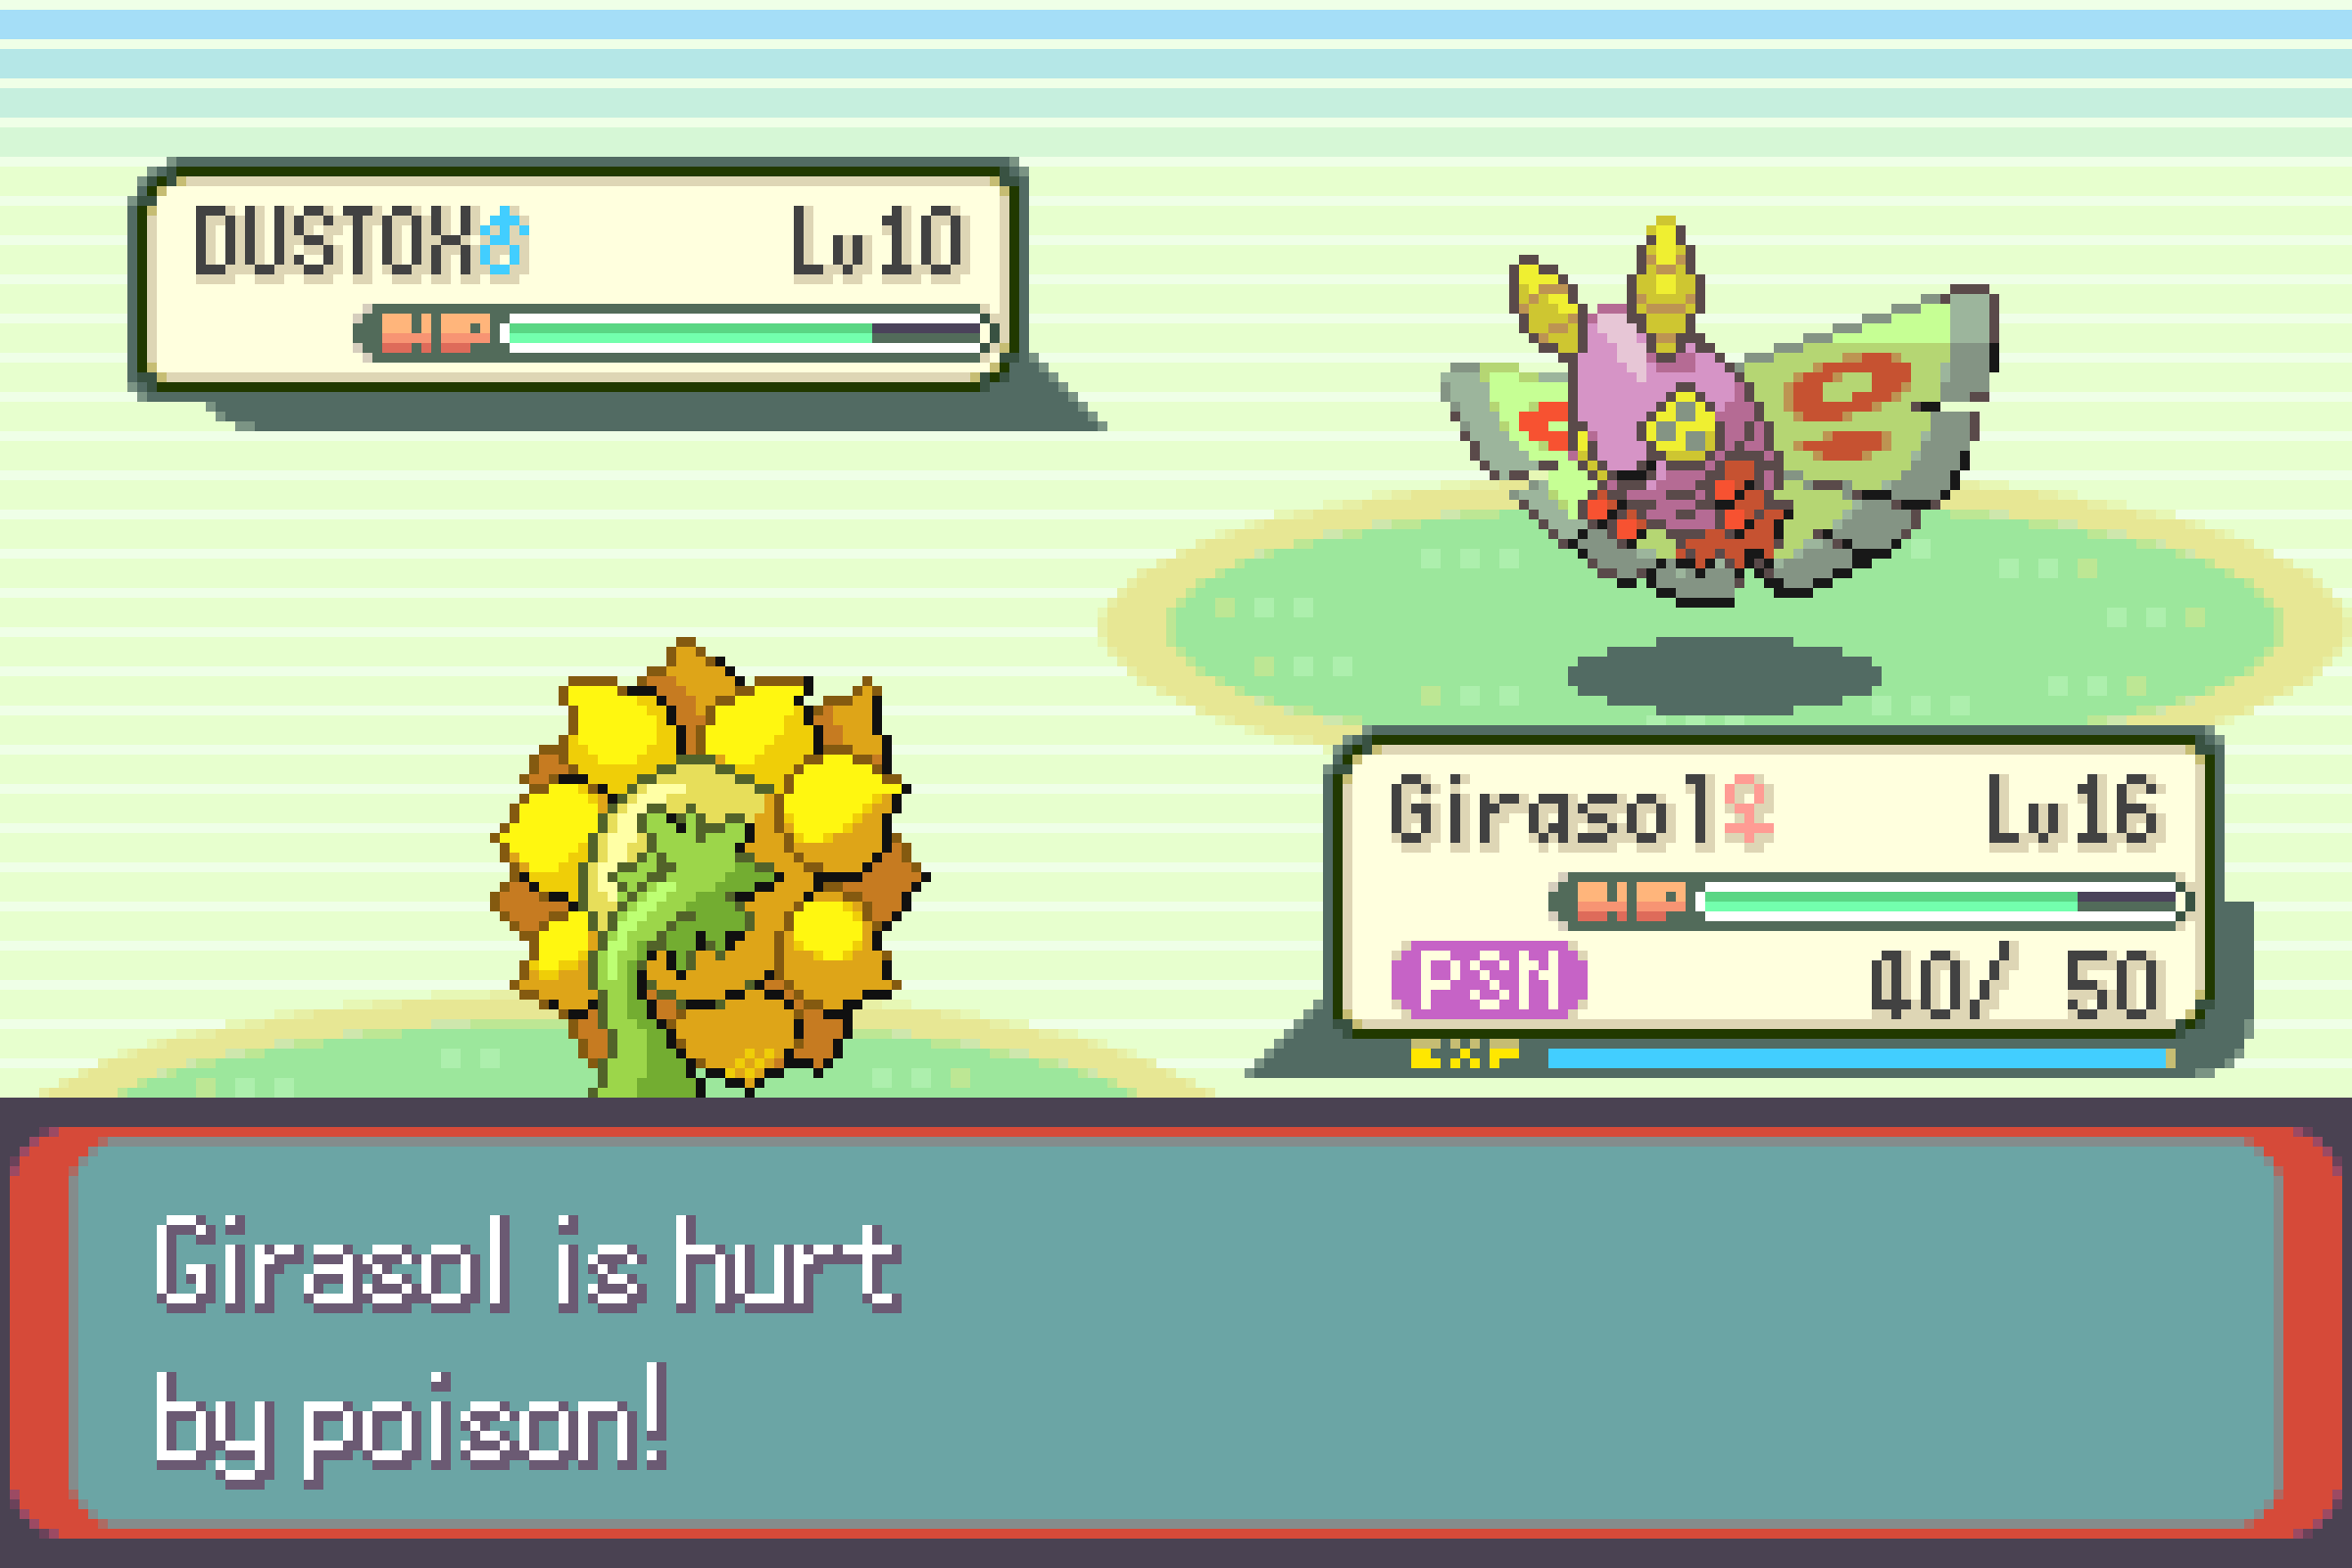 DUSTOX♂ Lv10
HP
Girasol♀ Lv16
HP
PSN 40/ 50
EXP
Girasol is hurt
by poison!